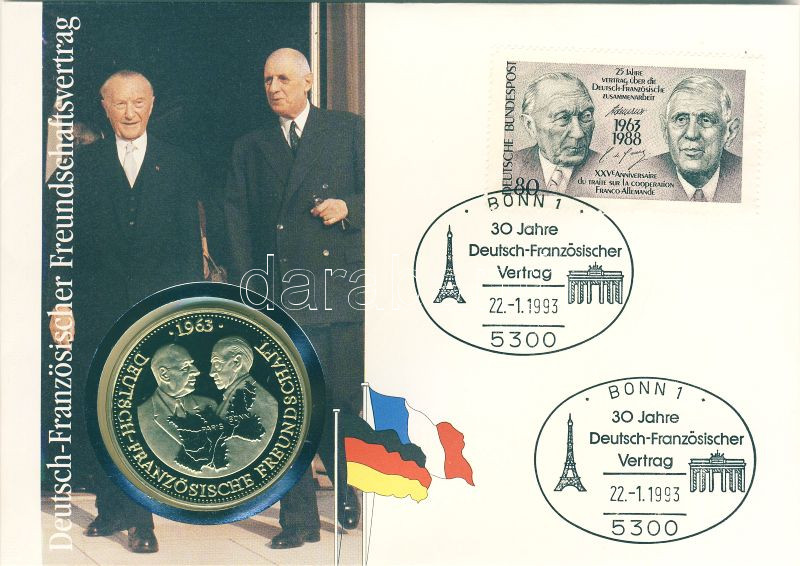 Deutsch-Französischer Freundschaftsvertrag
25 JAHRE
VERTRAG ÜBER DIE
DEUTSCH-FRANZÖSISCHE
ZUSAMMENARBEIT
1963
1988
XXVE ANNIVERSAIRE
DU TRAITÉ SUR LA COOPERATION
FRANCO-ALLEMANDE
DEUTSCHE BUNDESPOST
80
· BONN 1 ·
30 Jahre
Deutsch-Französischer
Vertrag
22.-1.1993
5300
· 1963 ·
DEUTSCH-FRANZÖSISCHE FREUNDSCHAFT
PARIS
BONN
· BONN 1 ·
30 Jahre
Deutsch-Französischer
Vertrag
22.-1.1993
5300